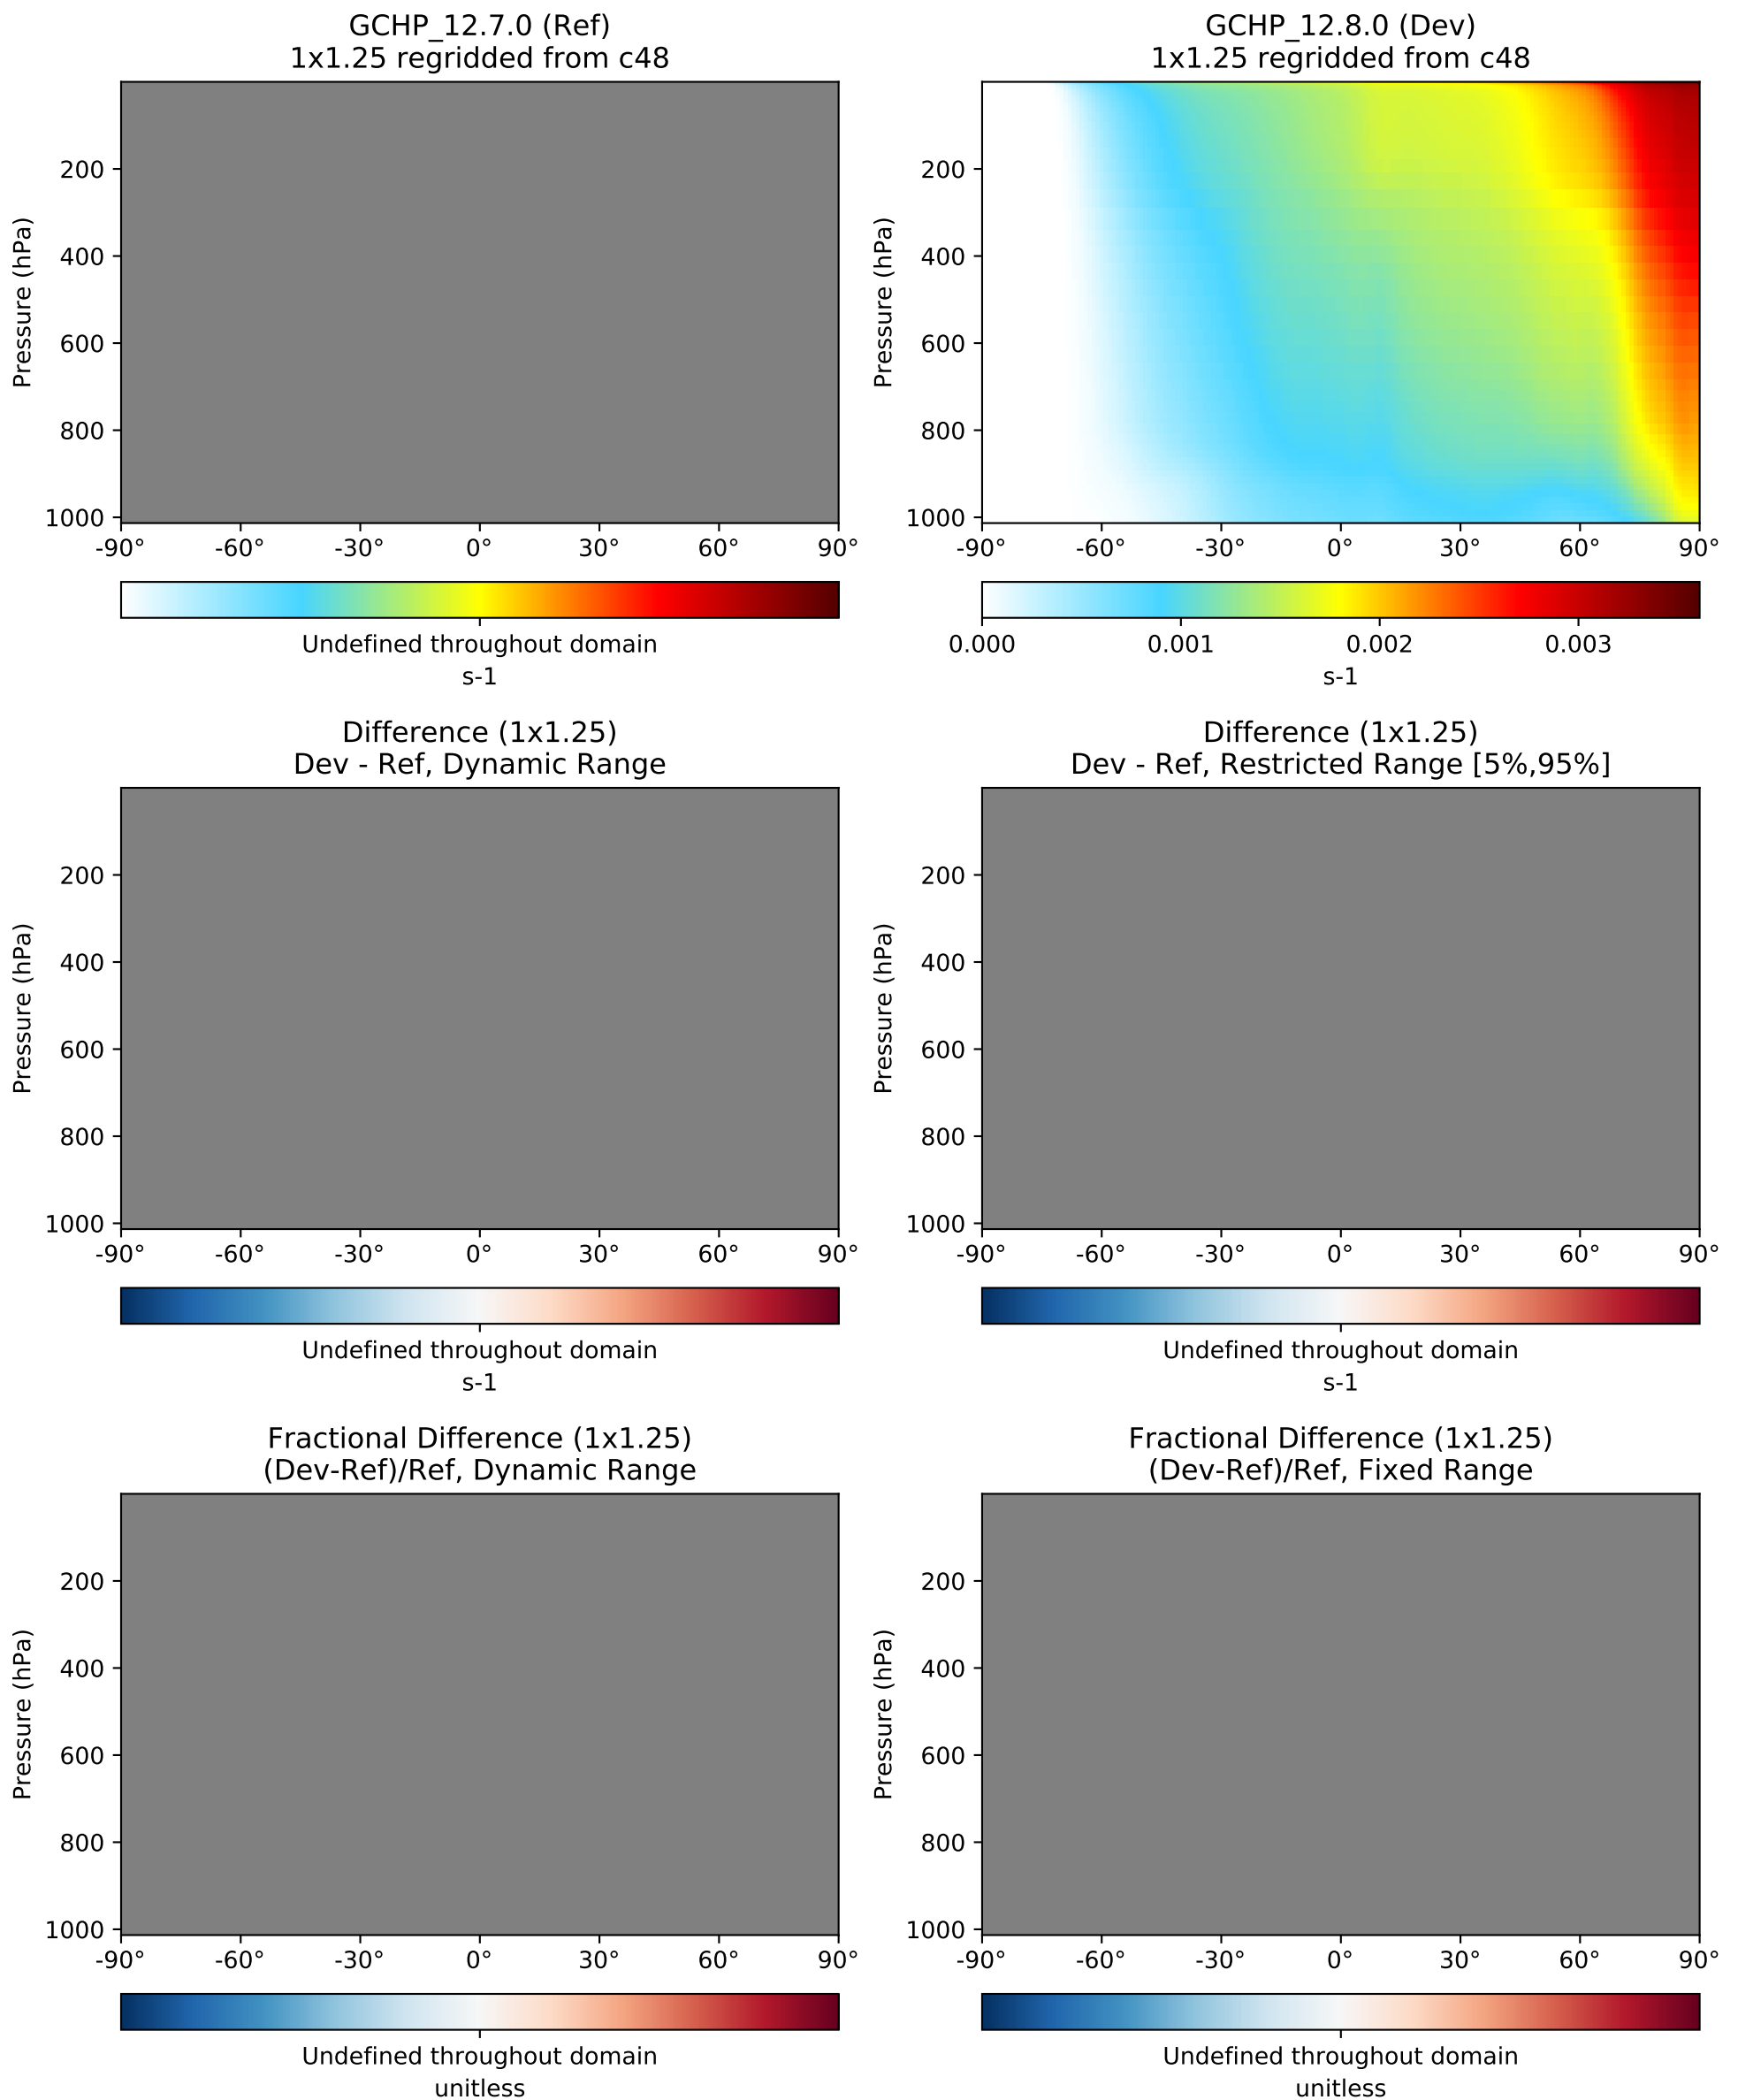 GCHP_12.7.0 (Ref)
1x1.25 regridded from c48
Pressure (hPa)
200
400
600
800
1000
-90°
-60°
-30°
0°
30°
60°
90°
Undefined throughout domain
s-1
GCHP_12.8.0 (Dev)
1x1.25 regridded from c48
Pressure (hPa)
200
400
600
800
1000
-90°
-60°
-30°
0°
30°
60°
90°
0.000
0.001
0.002
0.003
s-1
Difference (1x1.25)
Dev - Ref, Dynamic Range
Pressure (hPa)
200
400
600
800
1000
-90°
-60°
-30°
0°
30°
60°
90°
Undefined throughout domain
s-1
Difference (1x1.25)
Dev - Ref, Restricted Range [5%,95%]
Pressure (hPa)
200
400
600
800
1000
-90°
-60°
-30°
0°
30°
60°
90°
Undefined throughout domain
s-1
Fractional Difference (1x1.25)
(Dev-Ref)/Ref, Dynamic Range
Pressure (hPa)
200
400
600
800
1000
-90°
-60°
-30°
0°
30°
60°
90°
Undefined throughout domain
unitless
Fractional Difference (1x1.25)
(Dev-Ref)/Ref, Fixed Range
Pressure (hPa)
200
400
600
800
1000
-90°
-60°
-30°
0°
30°
60°
90°
Undefined throughout domain
unitless